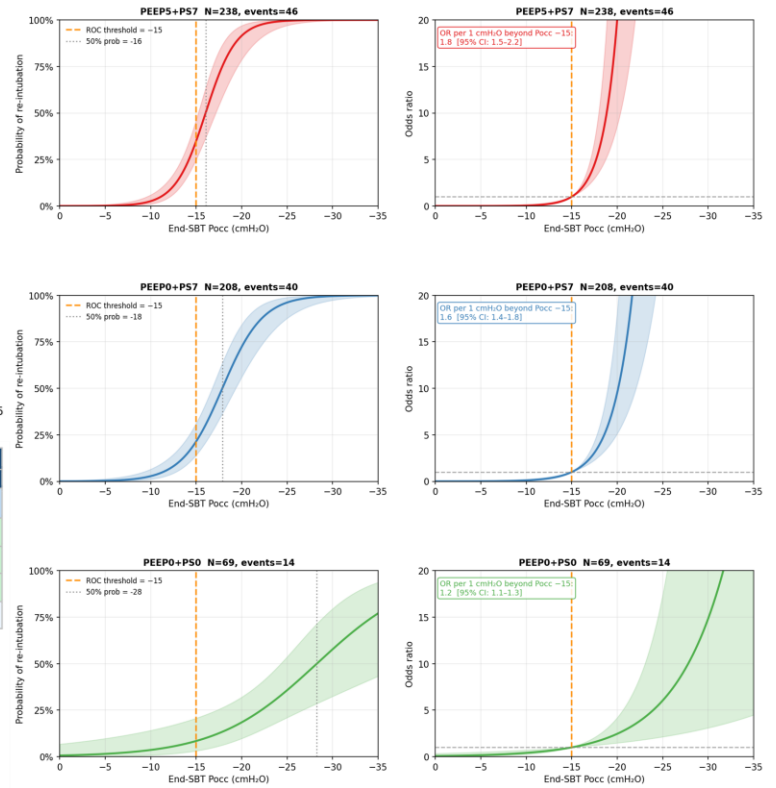 PEEP5+PS7 N=238, events=46
Probability of re-intubation
100%
75%
50%
25%
0%
ROC threshold = −15
50% prob = -16
0 −5 −10 −15 −20 −25 −30 −35
End-SBT Pocc (cmH₂O)
PEEP5+PS7 N=238, events=46
Odds ratio
20
15
10
5
0
OR per 1 cmH₂O beyond Pocc −15:
1.8 [95% CI: 1.5–2.2]
0 −5 −10 −15 −20 −25 −30 −35
End-SBT Pocc (cmH₂O)
PEEP0+PS7 N=208, events=40
Probability of re-intubation
100%
75%
50%
25%
0%
ROC threshold = −15
50% prob = -18
0 −5 −10 −15 −20 −25 −30 −35
End-SBT Pocc (cmH₂O)
PEEP0+PS7 N=208, events=40
Odds ratio
20
15
10
5
0
OR per 1 cmH₂O beyond Pocc −15:
1.6 [95% CI: 1.4–1.8]
0 −5 −10 −15 −20 −25 −30 −35
End-SBT Pocc (cmH₂O)
PEEP0+PS0 N=69, events=14
Probability of re-intubation
100%
75%
50%
25%
0%
ROC threshold = −15
50% prob = -28
0 −5 −10 −15 −20 −25 −30 −35
End-SBT Pocc (cmH₂O)
PEEP0+PS0 N=69, events=14
Odds ratio
20
15
10
5
0
OR per 1 cmH₂O beyond Pocc −15:
1.2 [95% CI: 1.1–1.3]
0 −5 −10 −15 −20 −25 −30 −35
End-SBT Pocc (cmH₂O)